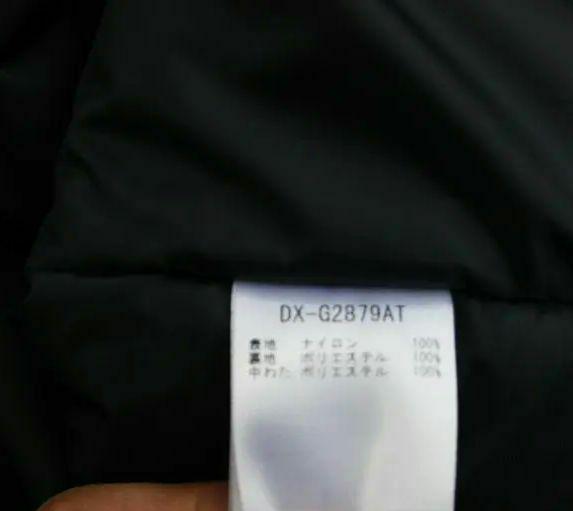 DX-G2879AT
表地 ナイロン 100%
裏地 ポリエステル 100%
中わた ポリエステル 100%